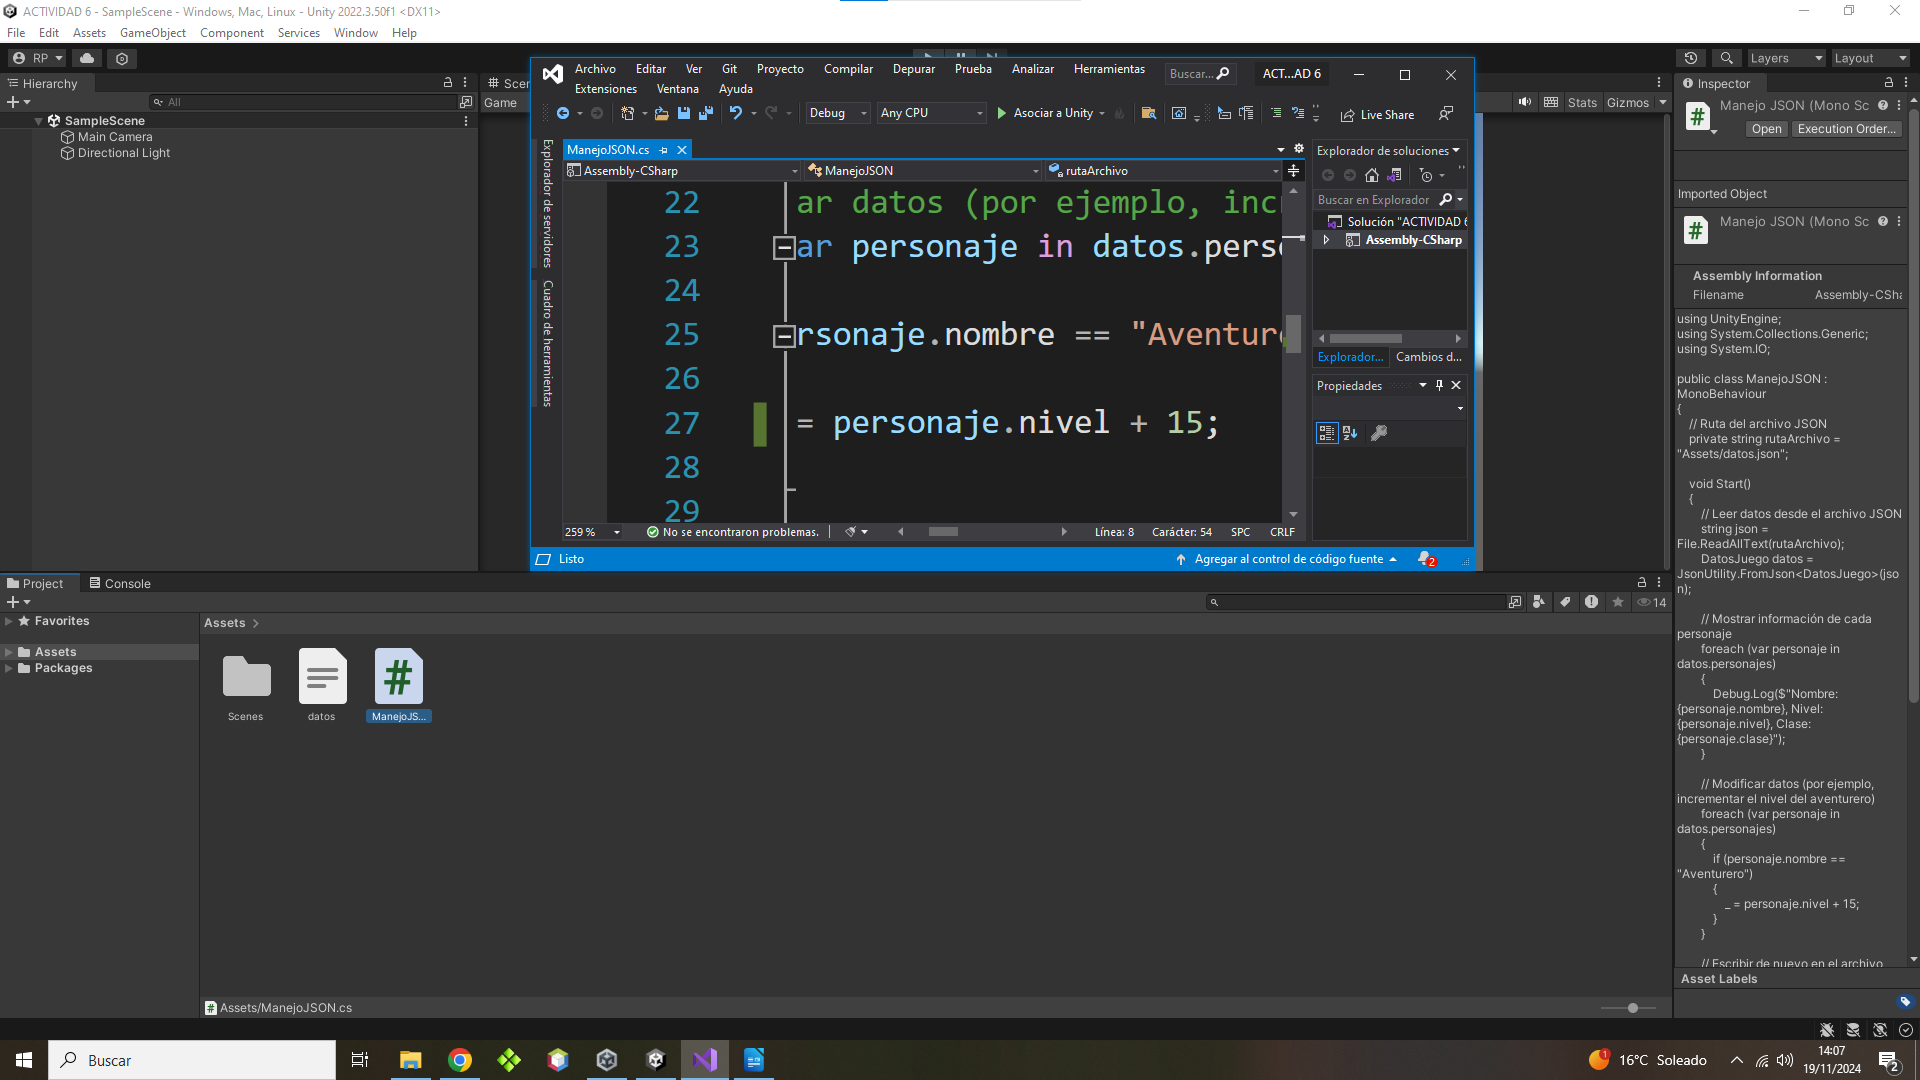 ACTIVIDAD 6 - SampleScene - Windows, Mac, Linux - Unity 2022.3.50f1 <DX11>
File Edit Assets GameObject Component Services Window Help
RP
Layers
Layout
Hierarchy
All
SampleScene
Main Camera
Directional Light
Scen
Game
Stats
Gizmos
Archivo Editar Ver Git Proyecto Compilar Depurar Prueba Analizar Herramientas
Extensiones Ventana Ayuda
Buscar...
ACT...AD 6
Debug
Any CPU
Asociar a Unity
Live Share
Explorador de servidores
Cuadro de herramientas
ManejoJSON.cs
Assembly-CSharp
ManejoJSON
rutaArchivo
22 ar datos (por ejemplo, incr
23 ar personaje in datos.perso
24
25 rsonaje.nombre == "Aventure
26
27 = personaje.nivel + 15;
28
29
259 %
No se encontraron problemas.
Línea: 8
Carácter: 54
SPC
CRLF
Listo
Agregar al control de código fuente
2
Explorador de soluciones
Buscar en Explorador
Solución "ACTIVIDAD 6
Assembly-CSharp
Explorador...
Cambios d...
Propiedades
Inspector
Manejo JSON (Mono Sc
Open
Execution Order...
Imported Object
Manejo JSON (Mono Sc
Assembly Information
Filename Assembly-CSha
using UnityEngine;
using System.Collections.Generic;
using System.IO;
public class ManejoJSON :
MonoBehaviour
{
// Ruta del archivo JSON
private string rutaArchivo =
"Assets/datos.json";
void Start()
{
// Leer datos desde el archivo JSON
string json =
File.ReadAllText(rutaArchivo);
DatosJuego datos =
JsonUtility.FromJson<DatosJuego>(jso
n);
// Mostrar información de cada
personaje
foreach (var personaje in
datos.personajes)
{
Debug.Log($"Nombre:
{personaje.nombre}, Nivel:
{personaje.nivel}, Clase:
{personaje.clase}");
}
// Modificar datos (por ejemplo,
incrementar el nivel del aventurero)
foreach (var personaje in
datos.personajes)
{
if (personaje.nombre ==
"Aventurero")
{
_ = personaje.nivel + 15;
}
}
// Escribir de nuevo en el archivo
Asset Labels
Project
Console
14
Favorites
Assets
Packages
Assets
Scenes
datos
ManejoJS...
Assets/ManejoJSON.cs
Buscar
1
16°C Soleado
14:07
19/11/2024
2